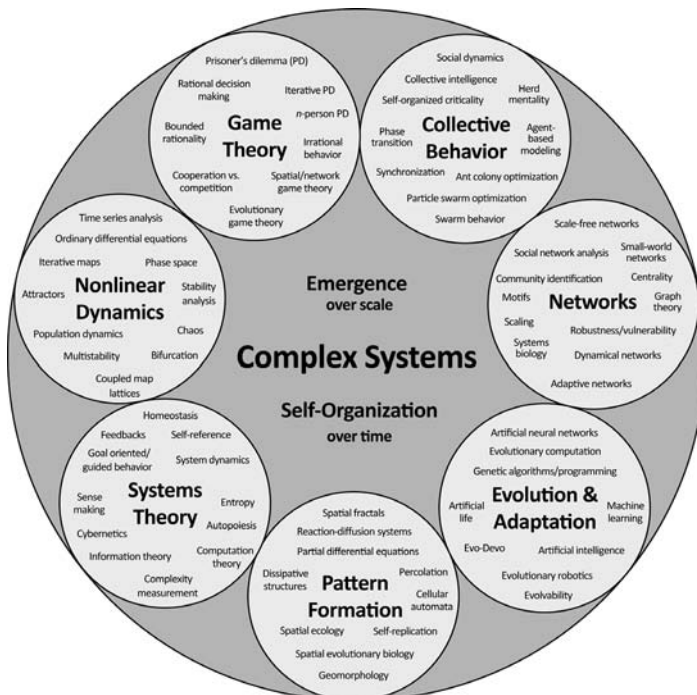 Prisoner's dilemma (PD)
Rational decision
making
Iterative PD
n-person PD
Game
Theory
Bounded
rationality
Irrational
behavior
Cooperation vs.
competition
Spatial/network
game theory
Evolutionary
game theory
Social dynamics
Collective intelligence
Herd
mentality
Self-organized criticality
Collective
Behavior
Phase
transition
Agent-
based
modeling
Synchronization
Ant colony optimization
Particle swarm optimization
Swarm behavior
Time series analysis
Ordinary differential equations
Iterative maps
Phase space
Nonlinear
Dynamics
Attractors
Stability
analysis
Population dynamics
Chaos
Multistability
Bifurcation
Coupled map
lattices
Emergence
over scale
Complex Systems
Self-Organization
over time
Scale-free networks
Social network analysis
Small-world
networks
Community identification
Centrality
Motifs
Networks
Graph
theory
Scaling
Robustness/vulnerability
Systems
biology
Dynamical networks
Adaptive networks
Homeostasis
Feedbacks
Self-reference
Goal oriented/
guided behavior
System dynamics
Systems
Theory
Sense
making
Entropy
Cybernetics
Autopoiesis
Information theory
Computation
theory
Complexity
measurement
Spatial fractals
Reaction-diffusion systems
Partial differential equations
Dissipative
structures
Percolation
Pattern
Formation
Cellular
automata
Spatial ecology
Self-replication
Spatial evolutionary biology
Geomorphology
Artificial neural networks
Evolutionary computation
Genetic algorithms/programming
Evolution &
Adaptation
Artificial
life
Machine
learning
Evo-Devo
Artificial intelligence
Evolutionary robotics
Evolvability